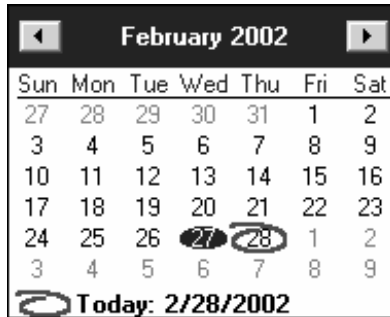 February 2002
Sun Mon Tue Wed Thu Fri Sat
27 28 29 30 31 1 2
3 4 5 6 7 8 9
10 11 12 13 14 15 16
17 18 19 20 21 22 23
24 25 26 27 28 1 2
3 4 5 6 7 8 9
Today: 2/28/2002